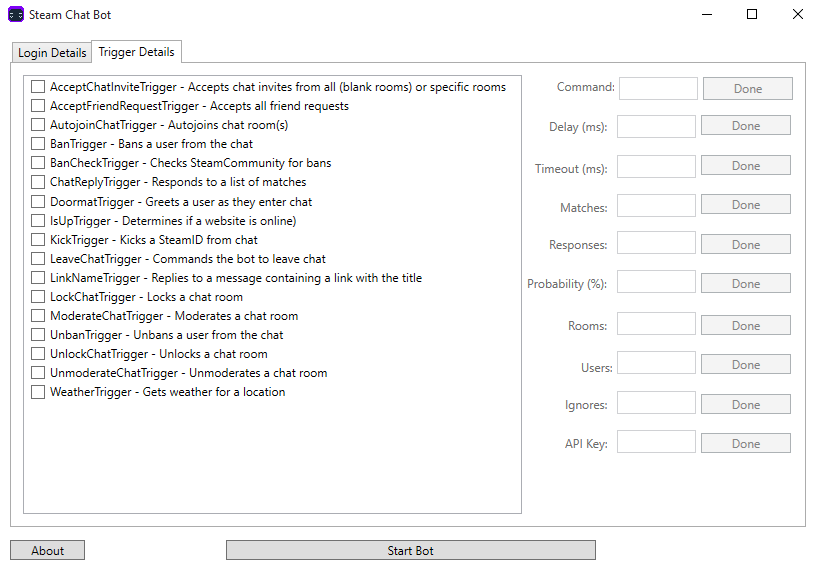 Steam Chat Bot
Login Details
Trigger Details
AcceptChatInviteTrigger - Accepts chat invites from all (blank rooms) or specific rooms
AcceptFriendRequestTrigger - Accepts all friend requests
AutojoinChatTrigger - Autojoins chat room(s)
BanTrigger - Bans a user from the chat
BanCheckTrigger - Checks SteamCommunity for bans
ChatReplyTrigger - Responds to a list of matches
DoormatTrigger - Greets a user as they enter chat
IsUpTrigger - Determines if a website is online)
KickTrigger - Kicks a SteamID from chat
LeaveChatTrigger - Commands the bot to leave chat
LinkNameTrigger - Replies to a message containing a link with the title
LockChatTrigger - Locks a chat room
ModerateChatTrigger - Moderates a chat room
UnbanTrigger - Unbans a user from the chat
UnlockChatTrigger - Unlocks a chat room
UnmoderateChatTrigger - Unmoderates a chat room
WeatherTrigger - Gets weather for a location
Command: Done
Delay (ms): Done
Timeout (ms): Done
Matches: Done
Responses: Done
Probability (%): Done
Rooms: Done
Users: Done
Ignores: Done
API Key: Done
About
Start Bot